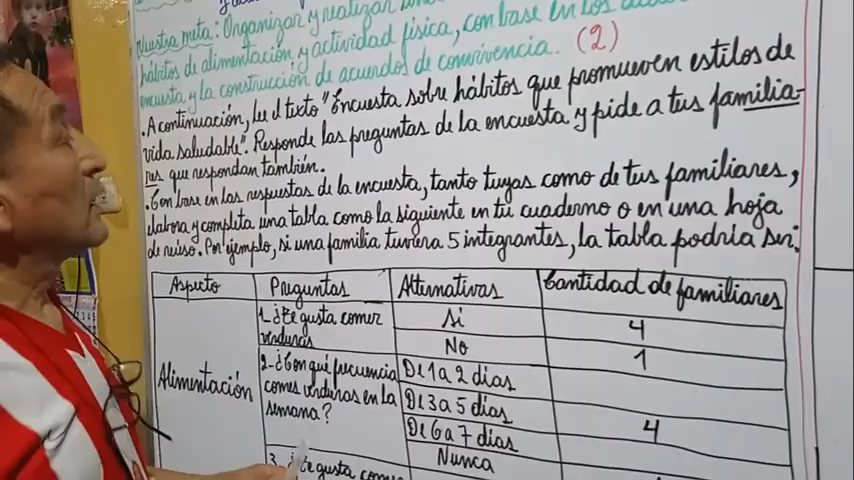 Nuestra meta: Organizar y realizar una
hábitos de alimentación y actividad física, con base en los
encuesta y la construcción de acuerdos de convivencia. (2)
.A continuación, lee el texto "Encuesta sobre hábitos que promueven estilos de
vida saludable". Responde las preguntas de la encuesta y pide a tus familia-
res que respondan también.
.Con base en las respuestas de la encuesta, tanto tuyas como de tus familiares,
elabora y completa una tabla como la siguiente en tu cuaderno o en una hoja
de reúso. Por ejemplo, si una familia tuviera 5 integrantes, la tabla podría ser:
Aspecto Preguntas Alternativas Cantidad de familiares
1-¿Te gusta comer Sí 4
verduras No 1
Alimentación
2-¿Con qué frecuencia De 1 a 2 días
comes verduras en la De 3 a 5 días
semana? De 6 a 7 días 4
Nunca
3. ¿Te gusta comer